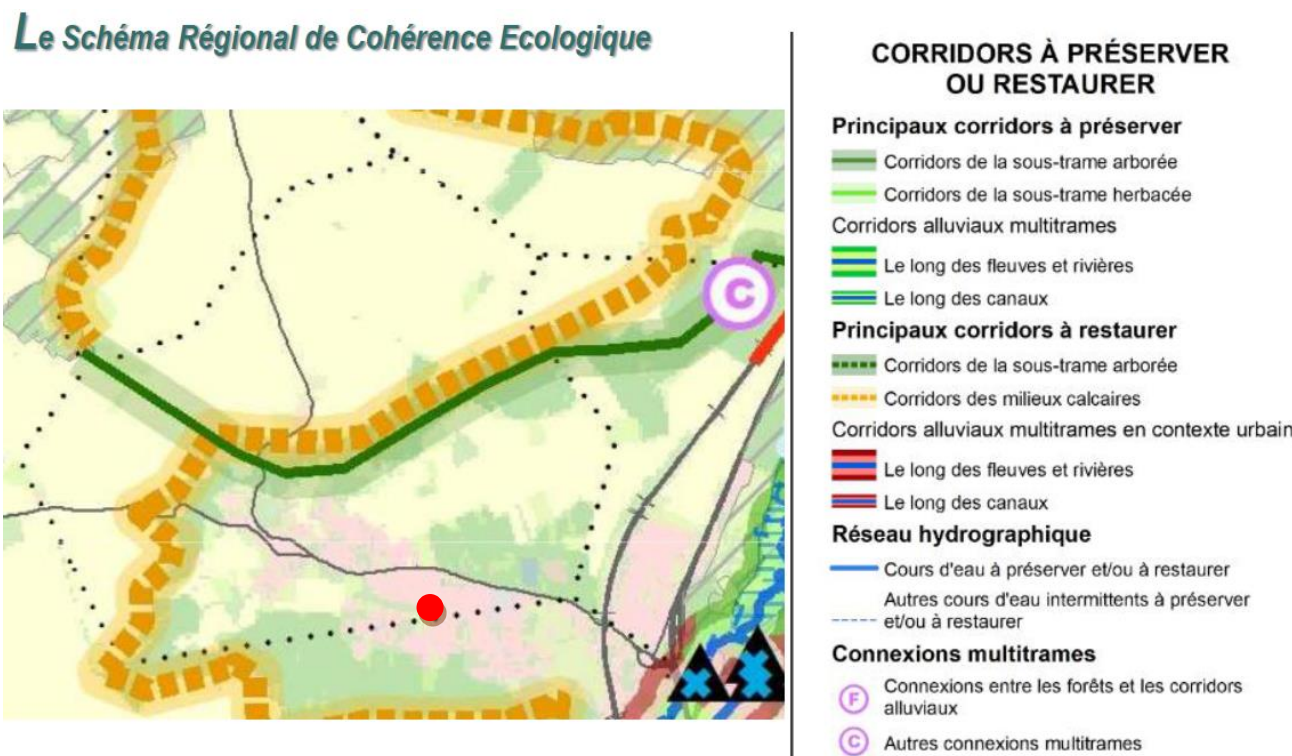 Le Schéma Régional de Cohérence Ecologique
C
CORRIDORS À PRÉSERVER
OU RESTAURER
Principaux corridors à préserver
Corridors de la sous-trame arborée
Corridors de la sous-trame herbacée
Corridors alluviaux multitrames
Le long des fleuves et rivières
Le long des canaux
Principaux corridors à restaurer
Corridors de la sous-trame arborée
Corridors des milieux calcaires
Corridors alluviaux multitrames en contexte urbain
Le long des fleuves et rivières
Le long des canaux
Réseau hydrographique
Cours d'eau à préserver et/ou à restaurer
Autres cours d'eau intermittents à préserver
et/ou à restaurer
Connexions multitrames
F Connexions entre les forêts et les corridors
alluviaux
C Autres connexions multitrames